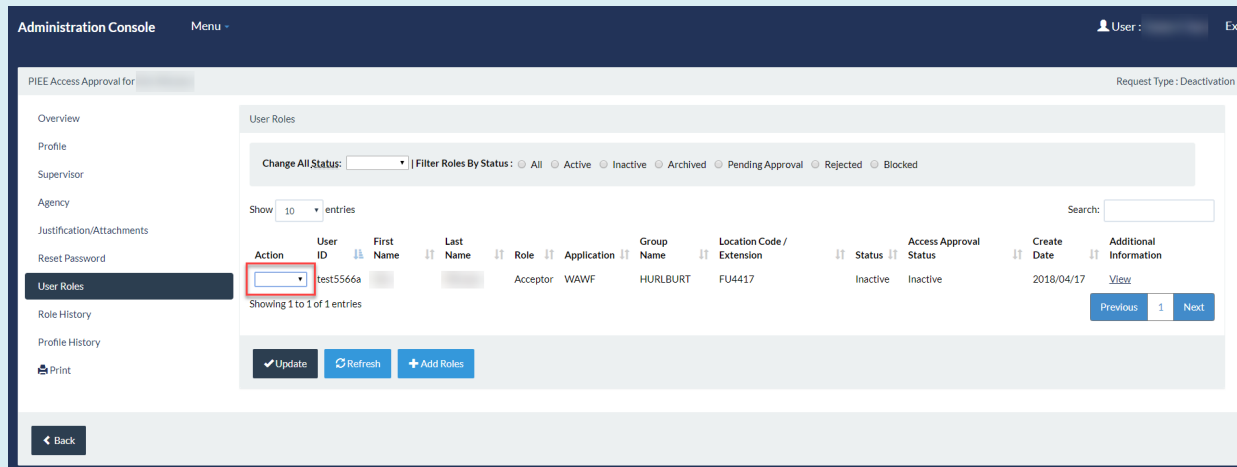 Administration Console Menu User : Ex
PIEE Access Approval for Request Type : Deactivation
Overview
Profile
Supervisor
Agency
Justification/Attachments
Reset Password
User Roles
Role History
Profile History
Print
User Roles
Change All Status: | Filter Roles By Status : All Active Inactive Archived Pending Approval Rejected Blocked
Show 10 entries Search:
Action User ID First Name Last Name Role Application Group Name Location Code / Extension Status Access Approval Status Create Date Additional Information
test5566a Acceptor WAWF HURLBURT FU4417 Inactive Inactive 2018/04/17 View
Showing 1 to 1 of 1 entries
Previous 1 Next
Update Refresh Add Roles
Back